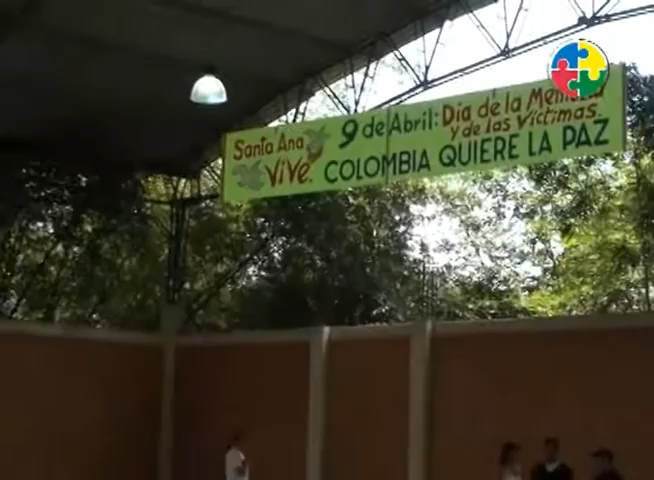 Santa Ana
Vive.
9 de Abril: Día de la Memoria
y de las Víctimas
COLOMBIA QUIERE LA PAZ